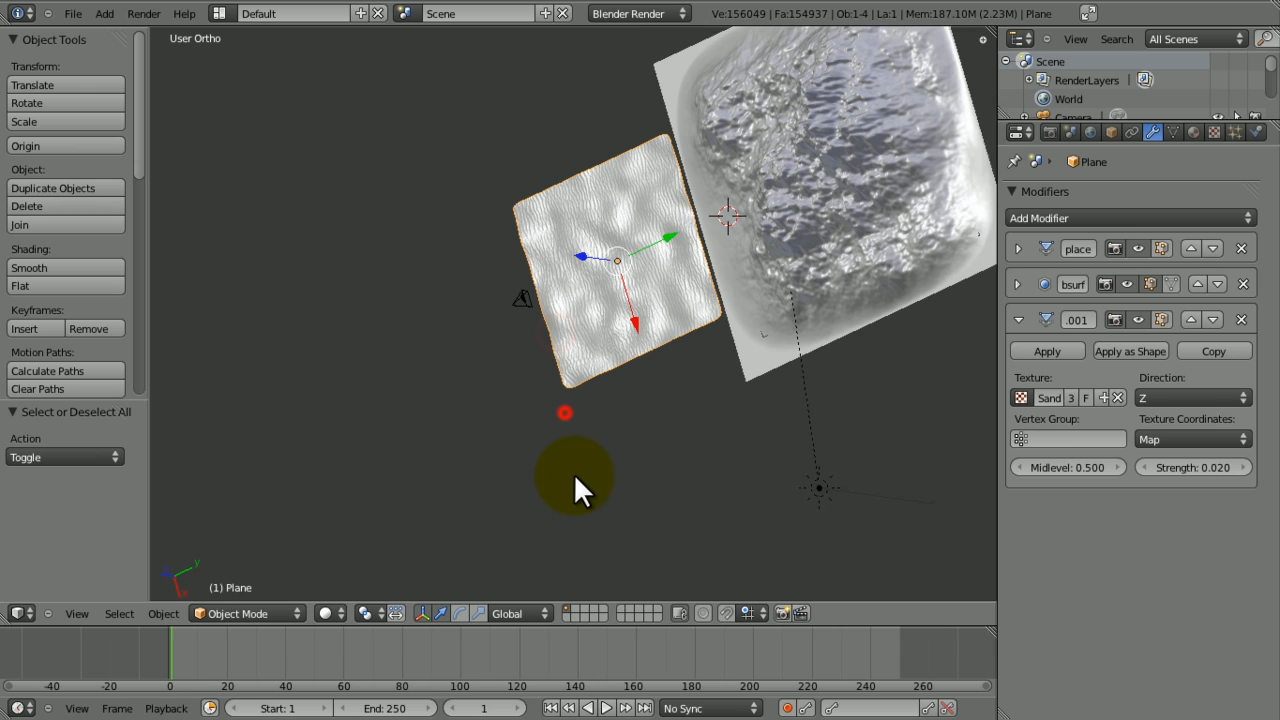 File Add Render Help Default Scene Blender Render Ve:156049 | Fa:154937 | Ob:1-4 | La:1 | Mem:187.10M (2.23M) | Plane
Object Tools
Transform:
Translate
Rotate
Scale
Origin
Object:
Duplicate Objects
Delete
Join
Shading:
Smooth
Flat
Keyframes:
Insert Remove
Motion Paths:
Calculate Paths
Clear Paths
Select or Deselect All
Action
Toggle
User Ortho
y
x
(1) Plane
View Select Object Object Mode Global
View Search All Scenes
Scene
RenderLayers |
World
Camera
Plane
Modifiers
Add Modifier
place
bsurf
.001
Apply Apply as Shape Copy
Texture: Direction:
Sand 3 F Z
Vertex Group: Texture Coordinates:
Map
Midlevel: 0.500 Strength: 0.020
-40 -20 0 20 40 60 80 100 120 140 160 180 200 220 240 260
View Frame Playback Start: 1 End: 250 1 No Sync